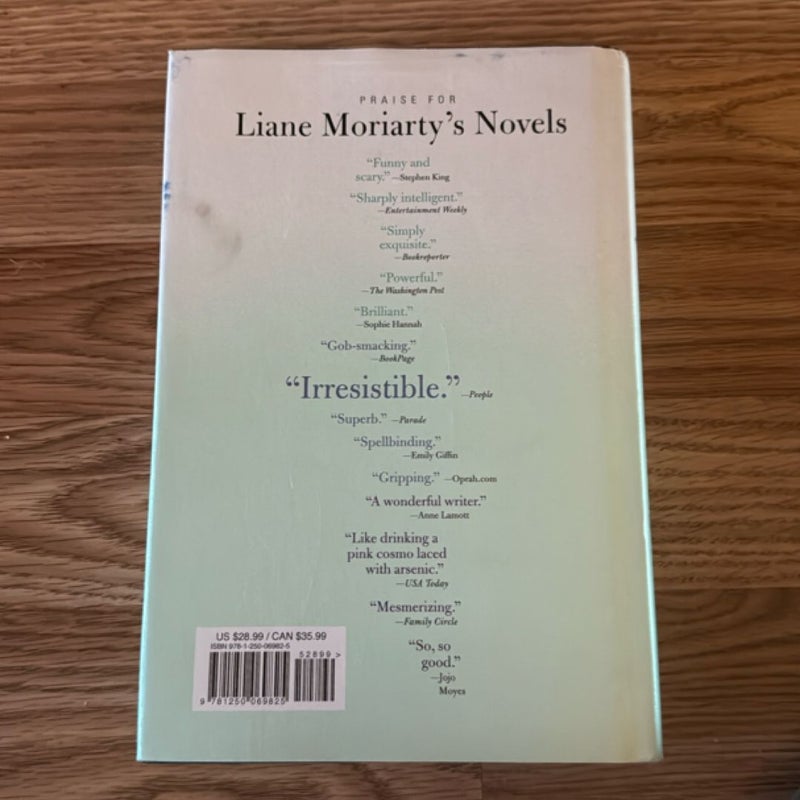 PRAISE FOR
Liane Moriarty's Novels
“Funny and
scary.” —Stephen King
“Sharply intelligent.”
—Entertainment Weekly
“Simply
exquisite.”
—Bookreporter
“Powerful.”
—The Washington Post
“Brilliant.”
—Sophie Hannah
“Gob-smacking.”
—BookPage
“Irresistible.” —People
“Superb.” —Parade
“Spellbinding.”
—Emily Giffin
“Gripping.” —Oprah.com
“A wonderful writer.”
—Anne Lamott
“Like drinking a
pink cosmo laced
with arsenic.”
—USA Today
“Mesmerizing.”
—Family Circle
“So, so
good.”
—Jojo
Moyes
US $28.99 / CAN $35.99
ISBN 978-1-250-06982-5
52899>
9 781250 069825